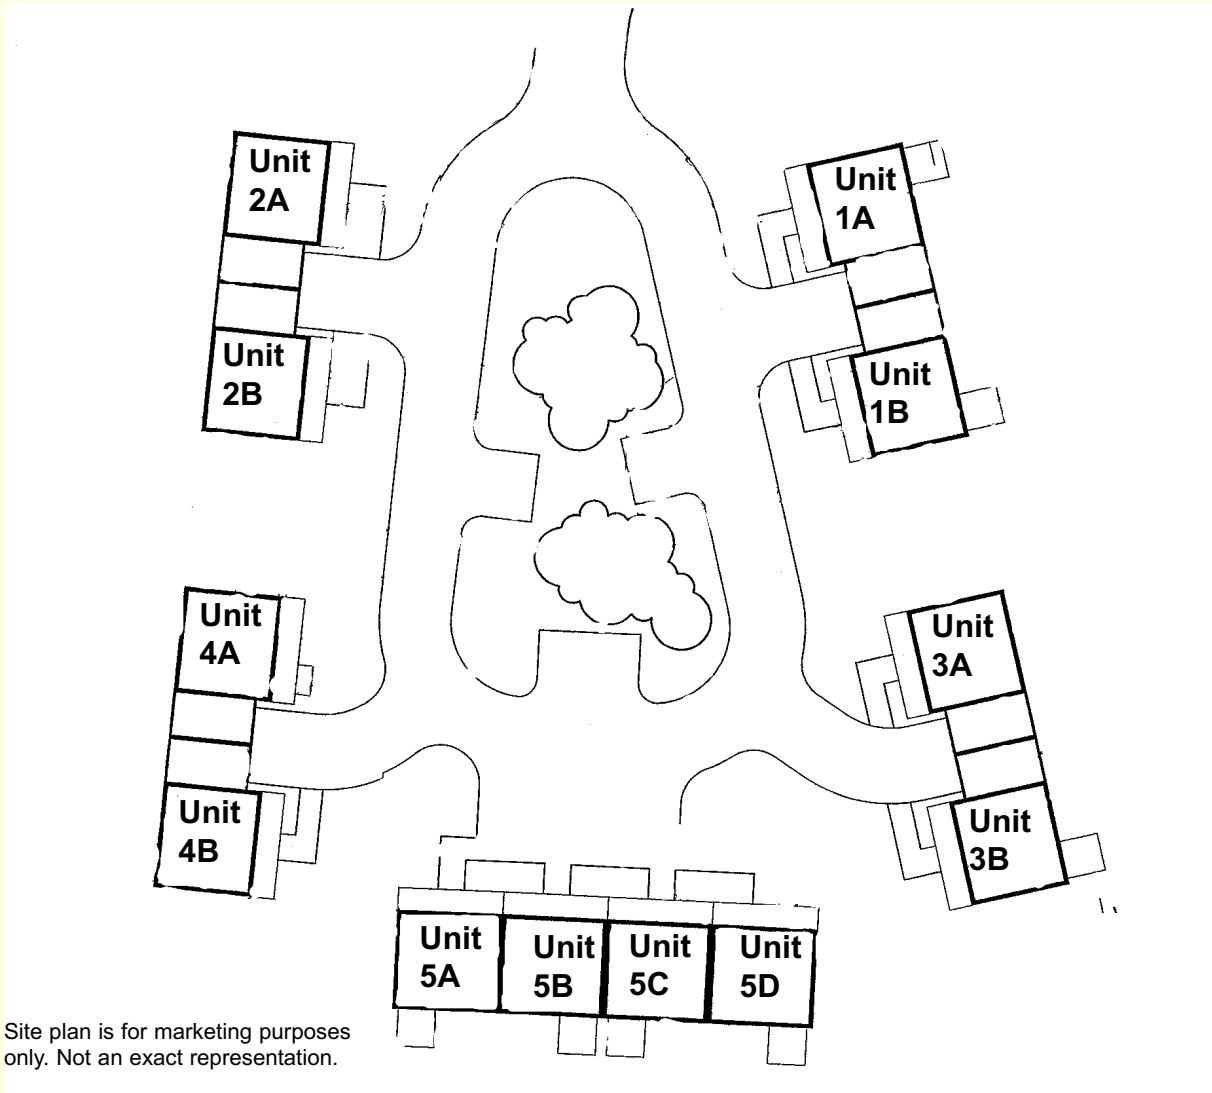 Unit
2A
Unit
1A
Unit
2B
Unit
1B
Unit
4A
Unit
3A
Unit
4B
Unit
3B
Unit
5A
Unit
5B
Unit
5C
Unit
5D
Site plan is for marketing purposes
only. Not an exact representation.